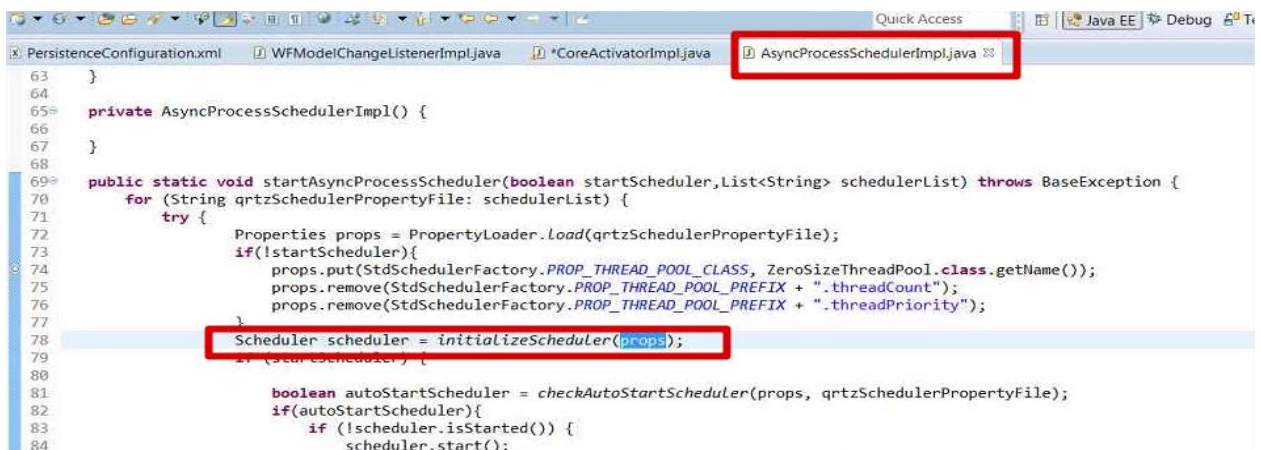 Quick Access
Java EE Debug Te
PersistenceConfiguration.xml WFModelChangeListenerImpl.java *CoreActivatorImpl.java AsyncProcessSchedulerImpl.java
63 }
64
65 private AsyncProcessSchedulerImpl() {
66
67 }
68
69 public static void startAsyncProcessScheduler(boolean startScheduler,List<String> schedulerList) throws BaseException {
70 for (String qrtzSchedulerPropertyFile: schedulerList) {
71 try {
72 Properties props = PropertyLoader.load(qrtzSchedulerPropertyFile);
73 if(!startScheduler){
74 props.put(StdSchedulerFactory.PROP_THREAD_POOL_CLASS, ZeroSizeThreadPool.class.getName());
75 props.remove(StdSchedulerFactory.PROP_THREAD_POOL_PREFIX + ".threadCount");
76 props.remove(StdSchedulerFactory.PROP_THREAD_POOL_PREFIX + ".threadPriority");
77 }
78 Scheduler scheduler = initializeScheduler(props);
79 if (startScheduler) {
80
81 boolean autoStartScheduler = checkAutoStartScheduler(props, qrtzSchedulerPropertyFile);
82 if(autoStartScheduler){
83 if (!scheduler.isStarted()) {
84 scheduler.start();